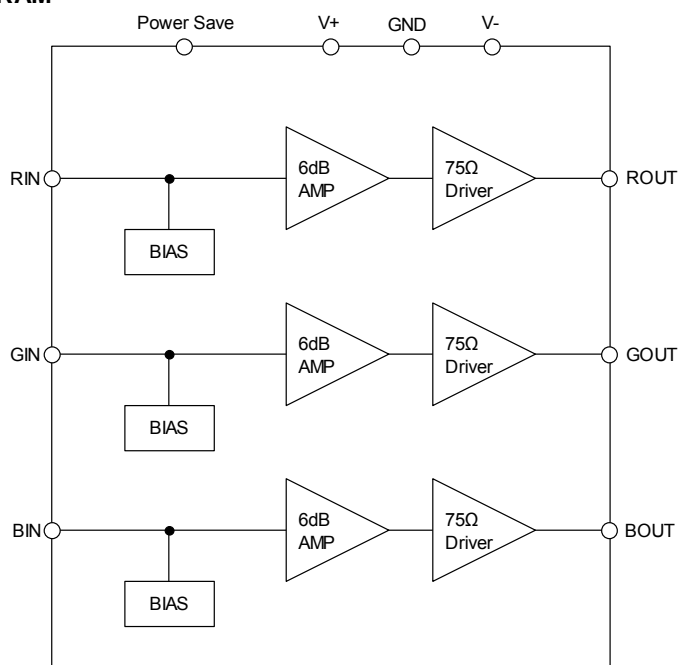 Power Save V+ GND V-
RIN 6dB 75Ω ROUT
AMP Driver
BIAS
GIN 6dB 75Ω GOUT
AMP Driver
BIAS
BIN 6dB 75Ω BOUT
AMP Driver
BIAS